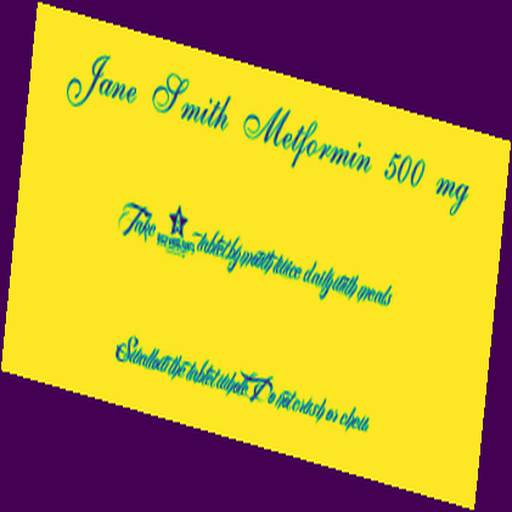 Jane Smith Metformin 500 mg
Take tablet by mouth twice daily with meals
Swallow the tablet whole. Do not crush or chew